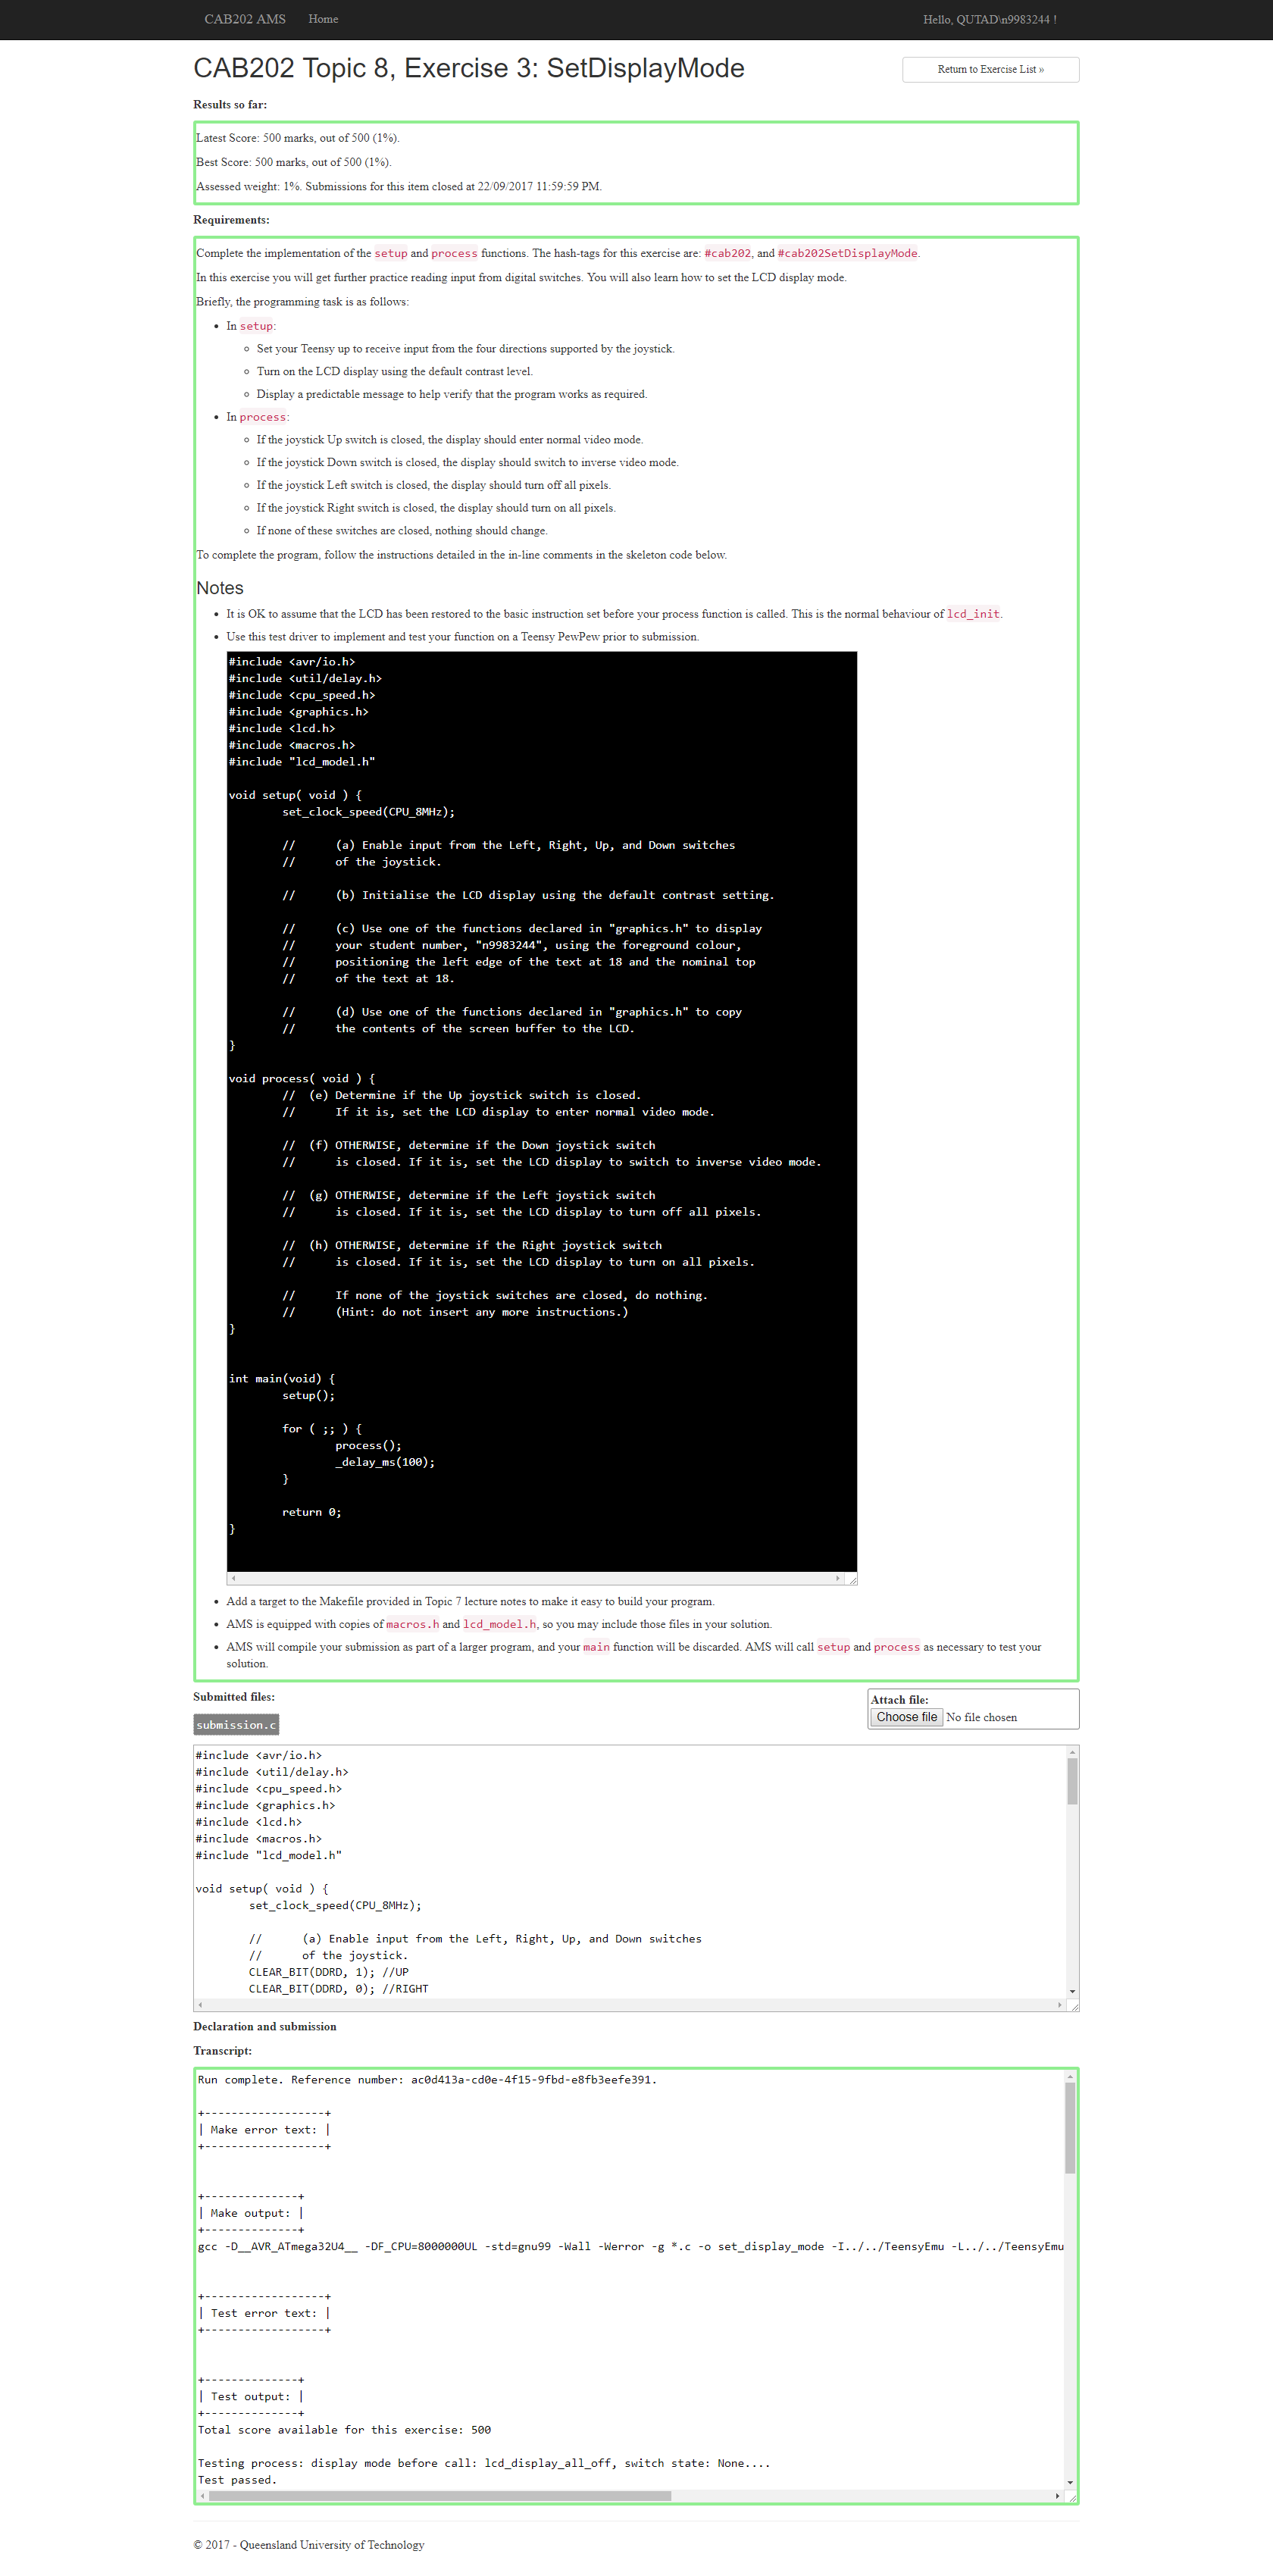 CAB202 AMS Home Hello, QUTAD\n9983244 !
CAB202 Topic 8, Exercise 3: SetDisplayMode
Return to Exercise List »
Results so far:
Latest Score: 500 marks, out of 500 (1%).
Best Score: 500 marks, out of 500 (1%).
Assessed weight: 1%. Submissions for this item closed at 22/09/2017 11:59:59 PM.
Requirements:
Complete the implementation of the setup and process functions. The hash-tags for this exercise are: #cab202, and #cab202SetDisplayMode.
In this exercise you will get further practice reading input from digital switches. You will also learn how to set the LCD display mode.
Briefly, the programming task is as follows:
• In setup:
◦ Set your Teensy up to receive input from the four directions supported by the joystick.
◦ Turn on the LCD display using the default contrast level.
◦ Display a predictable message to help verify that the program works as required.
• In process:
◦ If the joystick Up switch is closed, the display should enter normal video mode.
◦ If the joystick Down switch is closed, the display should switch to inverse video mode.
◦ If the joystick Left switch is closed, the display should turn off all pixels.
◦ If the joystick Right switch is closed, the display should turn on all pixels.
◦ If none of these switches are closed, nothing should change.
To complete the program, follow the instructions detailed in the in-line comments in the skeleton code below.
Notes
• It is OK to assume that the LCD has been restored to the basic instruction set before your process function is called. This is the normal behaviour of lcd_init.
• Use this test driver to implement and test your function on a Teensy PewPew prior to submission.
#include <avr/io.h>
#include <util/delay.h>
#include <cpu_speed.h>
#include <graphics.h>
#include <lcd.h>
#include <macros.h>
#include "lcd_model.h"
void setup( void ) {
set_clock_speed(CPU_8MHz);
// (a) Enable input from the Left, Right, Up, and Down switches
// of the joystick.
// (b) Initialise the LCD display using the default contrast setting.
// (c) Use one of the functions declared in "graphics.h" to display
// your student number, "n9983244", using the foreground colour,
// positioning the left edge of the text at 18 and the nominal top
// of the text at 18.
// (d) Use one of the functions declared in "graphics.h" to copy
// the contents of the screen buffer to the LCD.
}
void process( void ) {
// (e) Determine if the Up joystick switch is closed.
// If it is, set the LCD display to enter normal video mode.
// (f) OTHERWISE, determine if the Down joystick switch
// is closed. If it is, set the LCD display to switch to inverse video mode.
// (g) OTHERWISE, determine if the Left joystick switch
// is closed. If it is, set the LCD display to turn off all pixels.
// (h) OTHERWISE, determine if the Right joystick switch
// is closed. If it is, set the LCD display to turn on all pixels.
// If none of the joystick switches are closed, do nothing.
// (Hint: do not insert any more instructions.)
}
int main(void) {
setup();
for ( ;; ) {
process();
_delay_ms(100);
}
return 0;
}
• Add a target to the Makefile provided in Topic 7 lecture notes to make it easy to build your program.
• AMS is equipped with copies of macros.h and lcd_model.h, so you may include those files in your solution.
• AMS will compile your submission as part of a larger program, and your main function will be discarded. AMS will call setup and process as necessary to test your
solution.
Submitted files:
submission.c
Attach file:
Choose file No file chosen
#include <avr/io.h>
#include <util/delay.h>
#include <cpu_speed.h>
#include <graphics.h>
#include <lcd.h>
#include <macros.h>
#include "lcd_model.h"
void setup( void ) {
set_clock_speed(CPU_8MHz);
// (a) Enable input from the Left, Right, Up, and Down switches
// of the joystick.
CLEAR_BIT(DDRD, 1); //UP
CLEAR_BIT(DDRD, 0); //RIGHT
Declaration and submission
Transcript:
Run complete. Reference number: ac0d413a-cd0e-4f15-9fbd-e8fb3eefe391.
+------------------+
| Make error text: |
+------------------+
+--------------+
| Make output: |
+--------------+
gcc -D__AVR_ATmega32U4__ -DF_CPU=8000000UL -std=gnu99 -Wall -Werror -g *.c -o set_display_mode -I../../TeensyEmu -L../../TeensyEmu
+------------------+
| Test error text: |
+------------------+
+--------------+
| Test output: |
+--------------+
Total score available for this exercise: 500
Testing process: display mode before call: lcd_display_all_off, switch state: None....
Test passed.
© 2017 - Queensland University of Technology